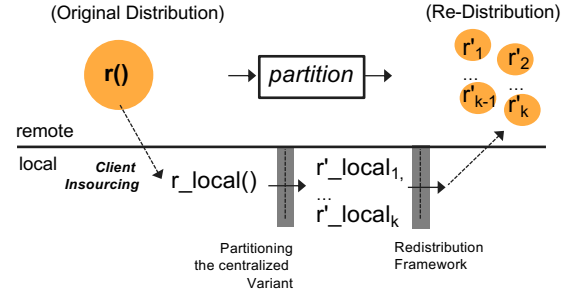 (Original Distribution)
(Re-Distribution)
r()
partition
r'1
r'2
...
...
r'k-1
r'k
remote
local
Client
Insourcing
r_local()
r'_local1,
...
r'_localk
Partitioning
the centralized
Variant
Redistribution
Framework